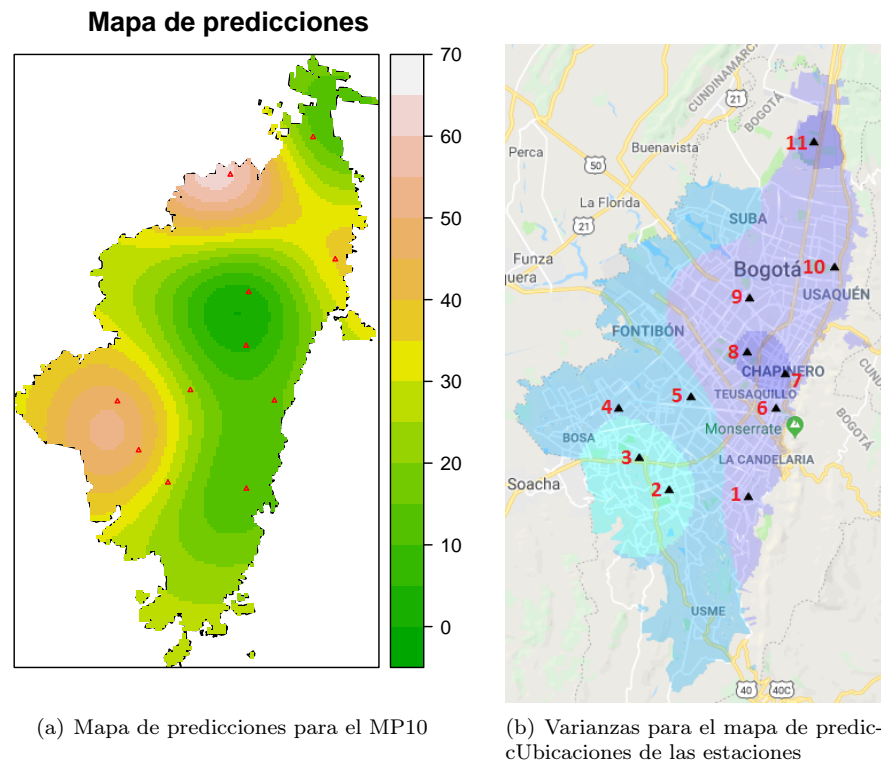 Mapa de predicciones
70
60
50
40
30
20
10
0
(a) Mapa de predicciones para el MP10
CUNDINAMARCA
21
BOGOTÁ
11
Perca
Buenavista
50
La Florida
SUBA
21
Funza
quera
Bogotá
10
USAQUÉN
9
FONTIBÓN
8
CHAPINERO
7
CUND
TEUSAQUILLO
5
6
4
BOGOTÁ
Monserrate
BOSA
LA CANDELARIA
3
Soacha
2
1
USME
40
40C
(b) Varianzas para el mapa de predic-
cUbicaciones de las estaciones